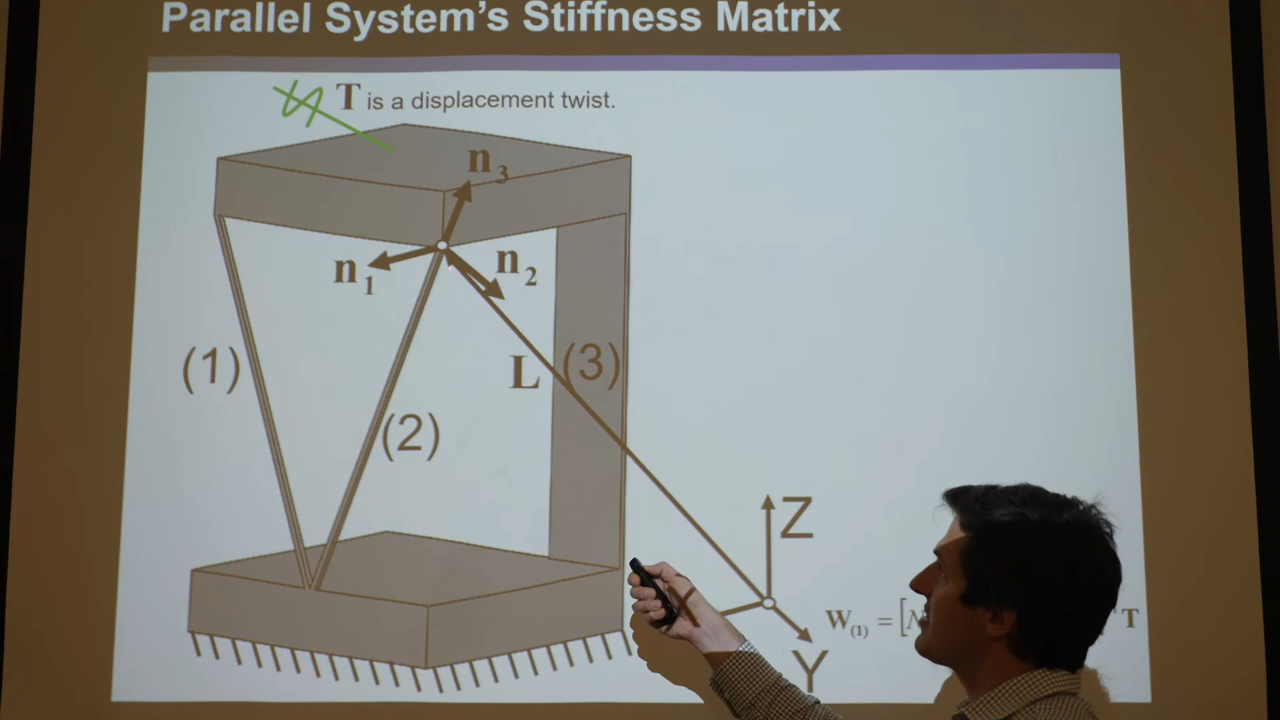 Parallel System's Stiffness Matrix
T is a displacement twist.
n3
n1
n2
(1)
L
(3)
(2)
Z
W(1) = [N
T
Y